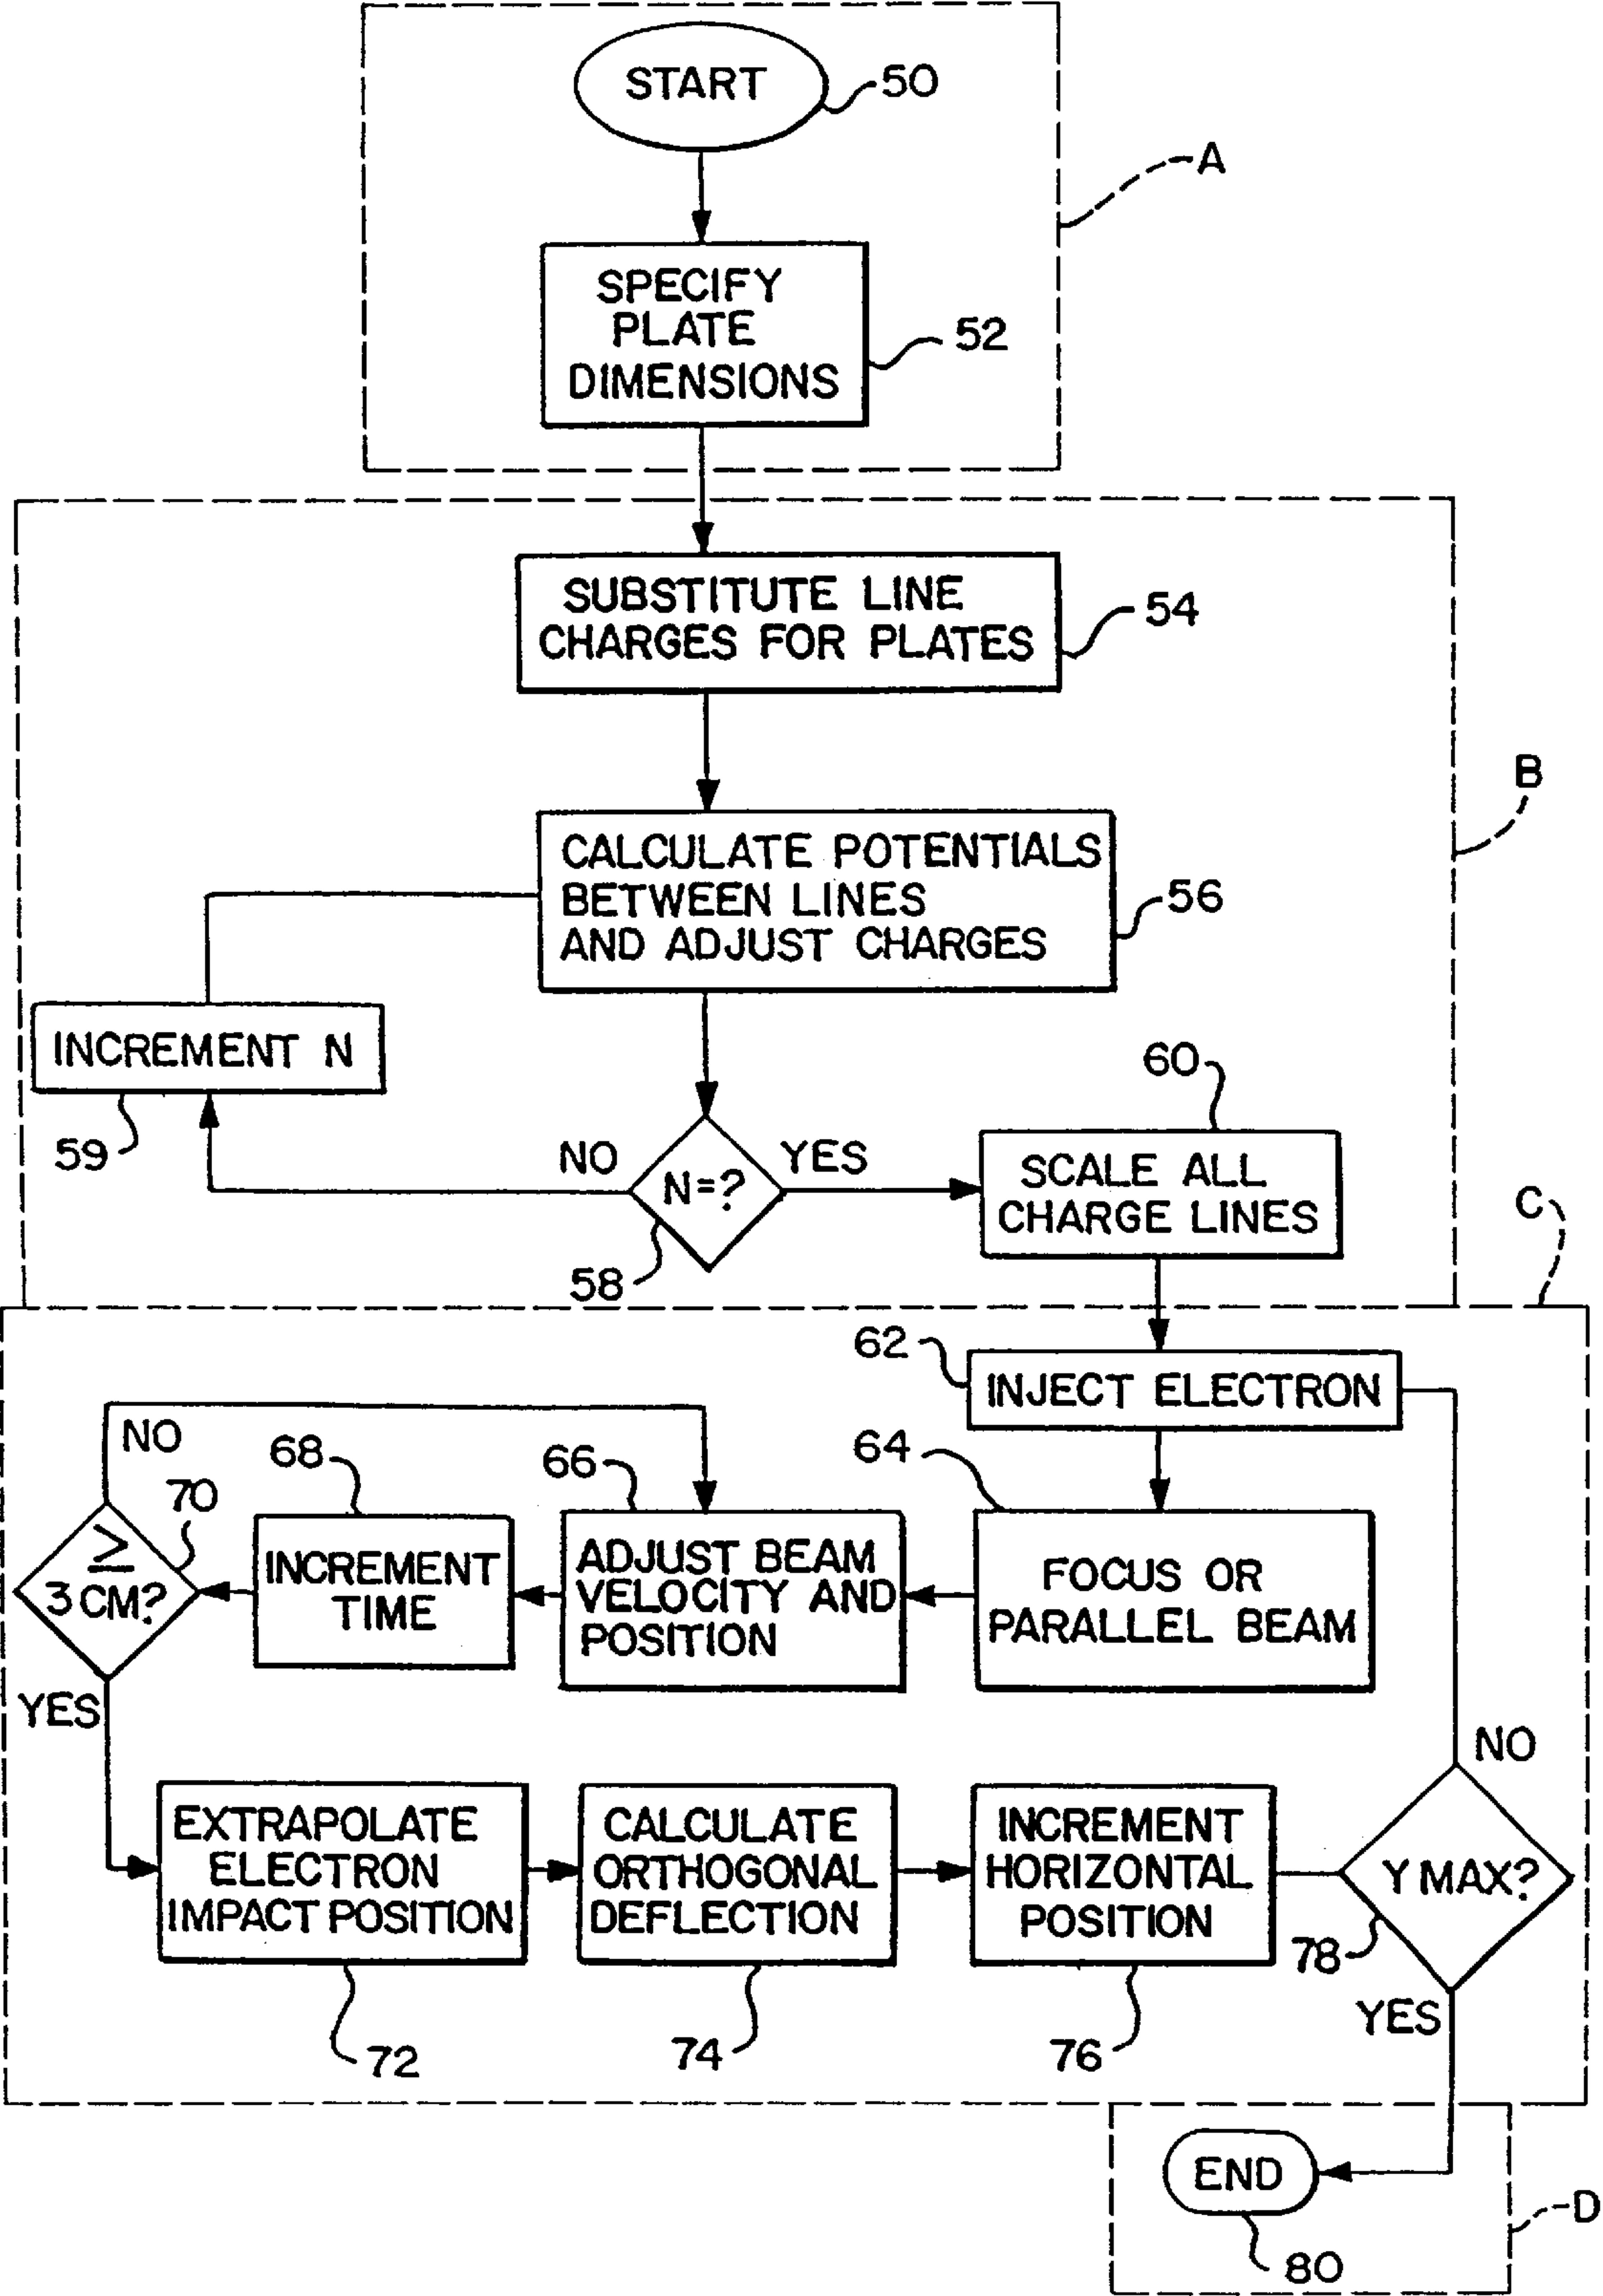 START
50
A
SPECIFY
PLATE
DIMENSIONS
52
SUBSTITUTE LINE
CHARGES FOR PLATES
54
B
CALCULATE POTENTIALS
BETWEEN LINES
AND ADJUST CHARGES
56
INCREMENT N
59
NO
N=?
YES
58
60
SCALE ALL
CHARGE LINES
C
62
INJECT ELECTRON
NO
70
68
66
64
≥
3 CM?
INCREMENT
TIME
ADJUST BEAM
VELOCITY AND
POSITION
FOCUS OR
PARALLEL BEAM
YES
NO
EXTRAPOLATE
ELECTRON
IMPACT POSITION
CALCULATE
ORTHOGONAL
DEFLECTION
INCREMENT
HORIZONTAL
POSITION
Y MAX?
78
72
74
76
YES
END
D
80